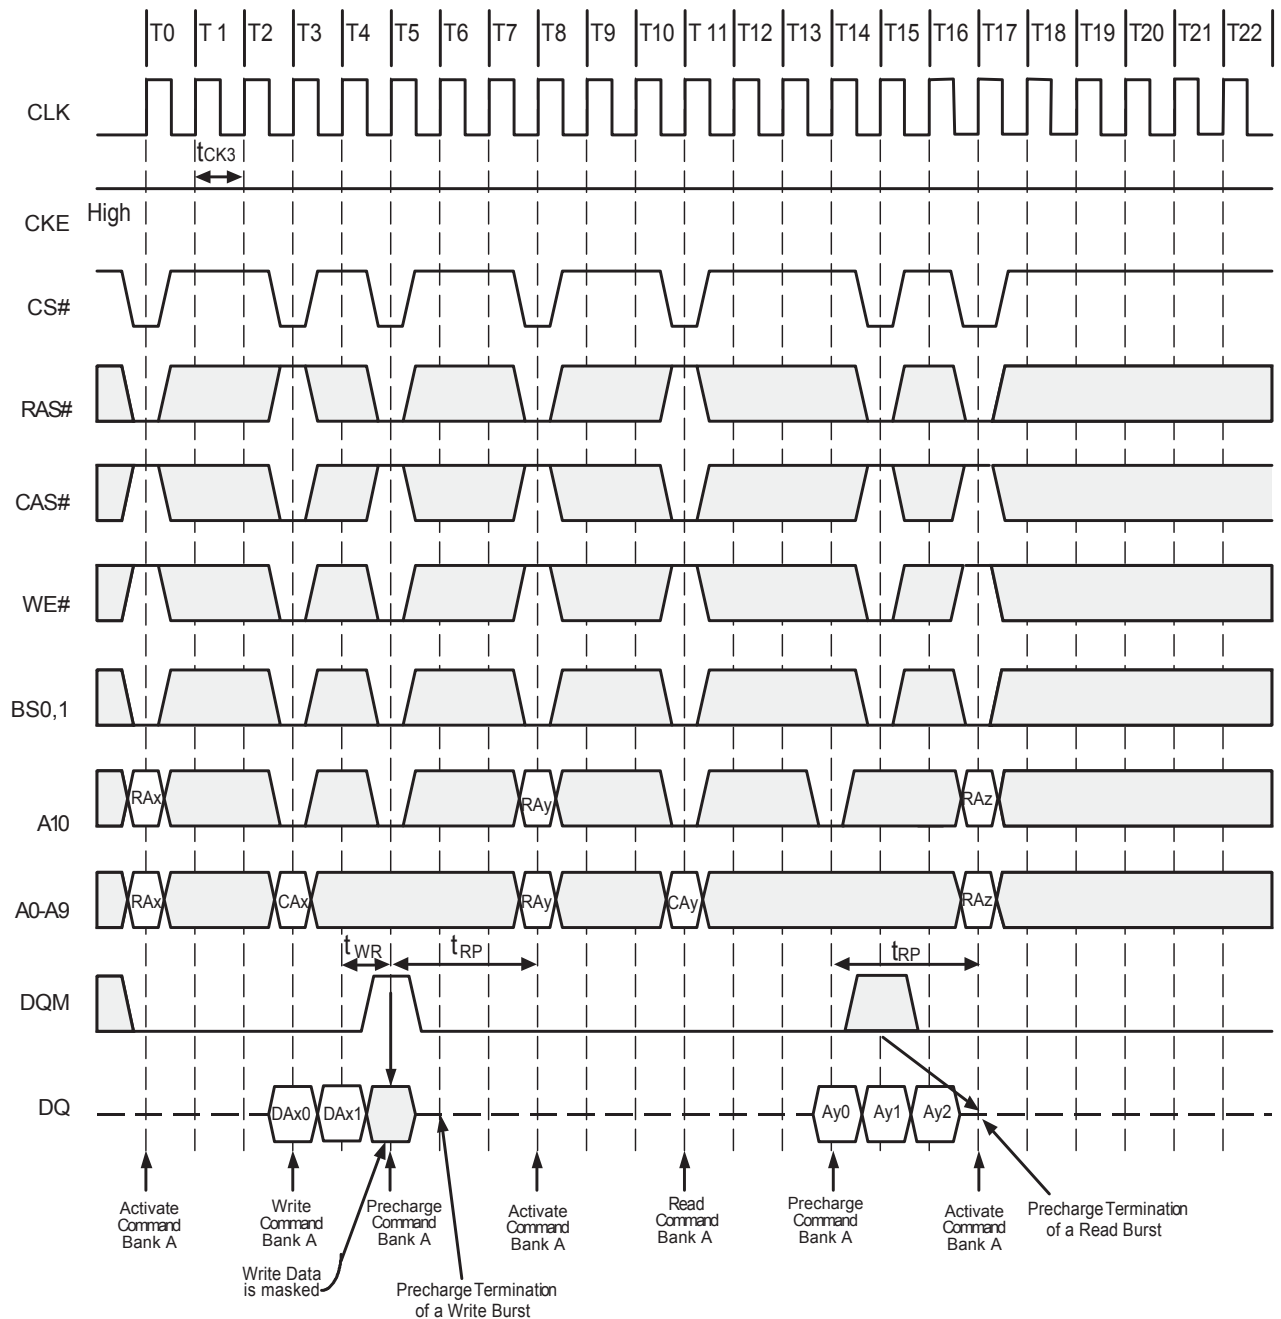 T0 T 1 T2 T3 T4 T5 T6 T7 T8 T9 T10 T 11 T12 T13 T14 T15 T16 T17 T18 T19 T20 T21 T22
CLK
tCK3
High
CKE
CS#
RAS#
CAS#
WE#
BS0,1
RAx RAy RAz
A10
RAx CAx RAy CAy RAz
A0-A9
tWR tRP tRP
DQM
DQ
DAx0 DAx1 Ay0 Ay1 Ay2
Activate
Command
Bank A
Write
Command
Bank A
Precharge
Command
Bank A
Activate
Command
Bank A
Read
Command
Bank A
Precharge
Command
Bank A
Activate
Command
Bank A
Precharge Termination
of a Read Burst
Write Data
is masked
Precharge Termination
of a Write Burst